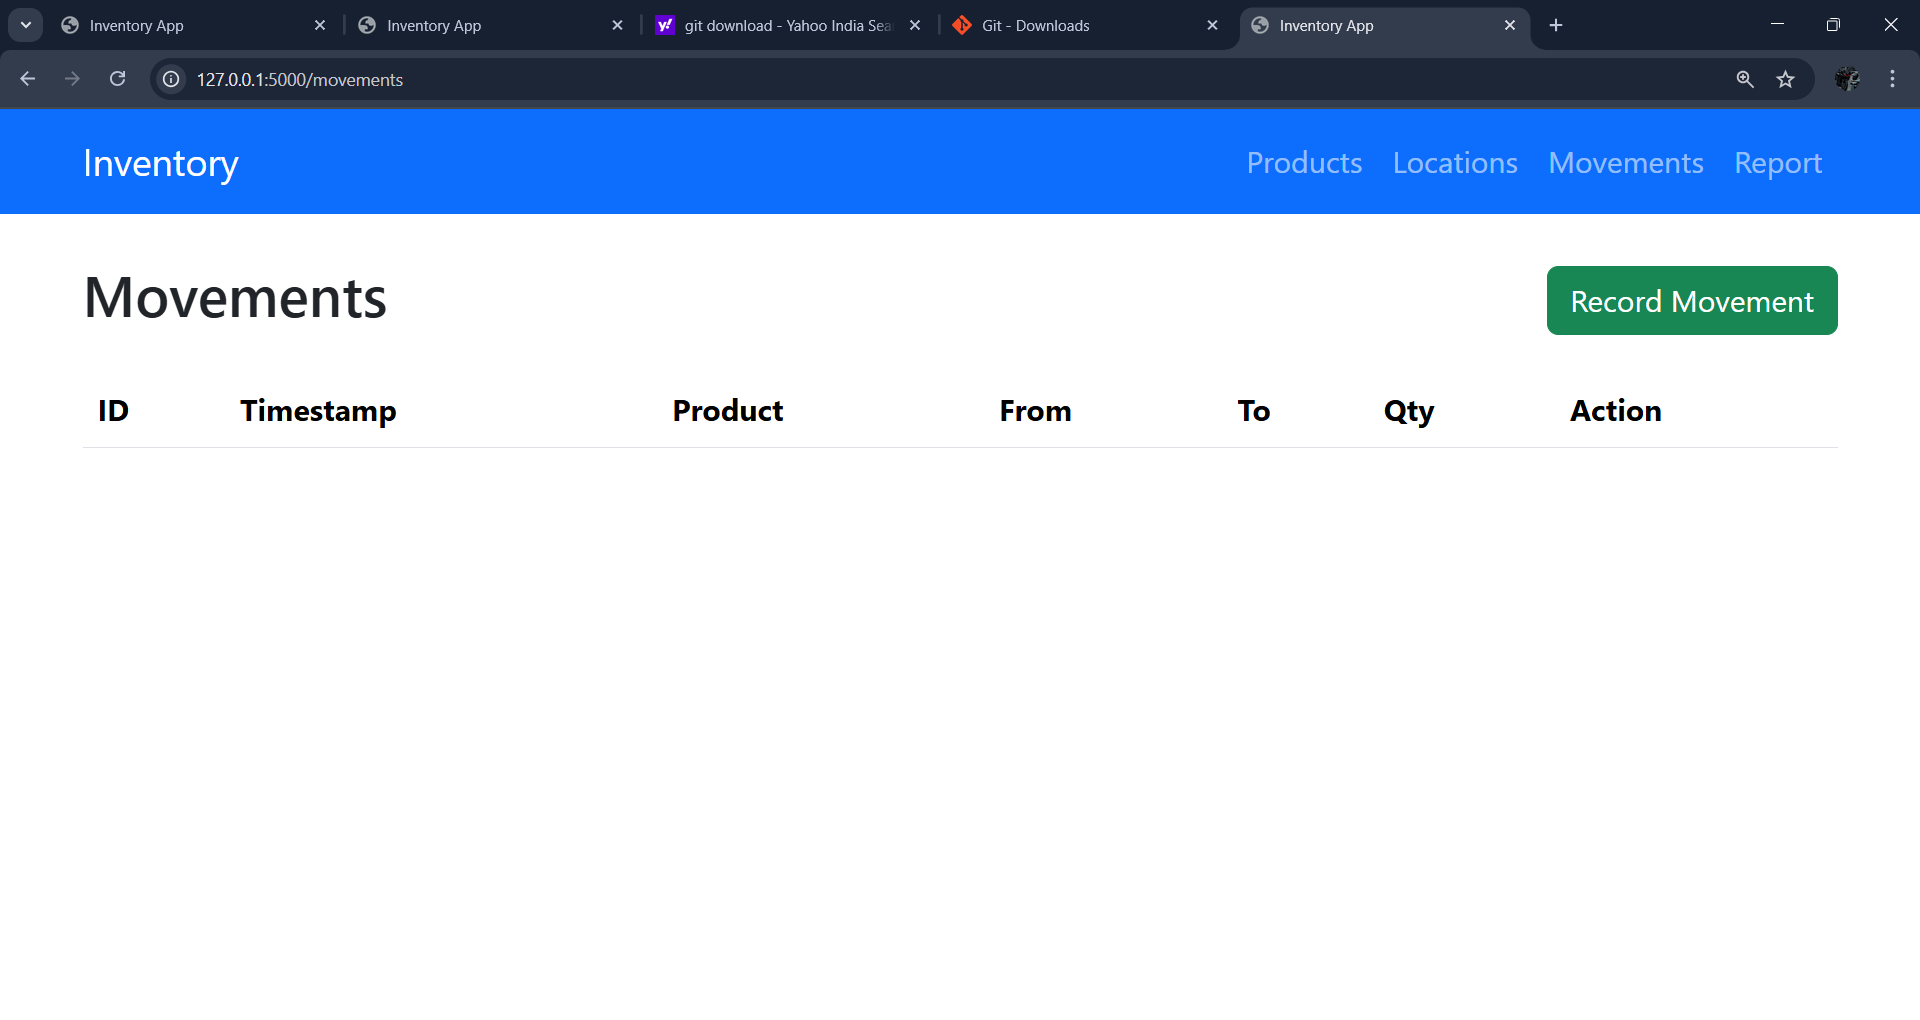 Inventory App
Inventory App
y!
git download - Yahoo India Sea
Git - Downloads
Inventory App
127.0.0.1:5000/movements
Inventory
Products
Locations
Movements
Report
Movements
Record Movement
ID
Timestamp
Product
From
To
Qty
Action